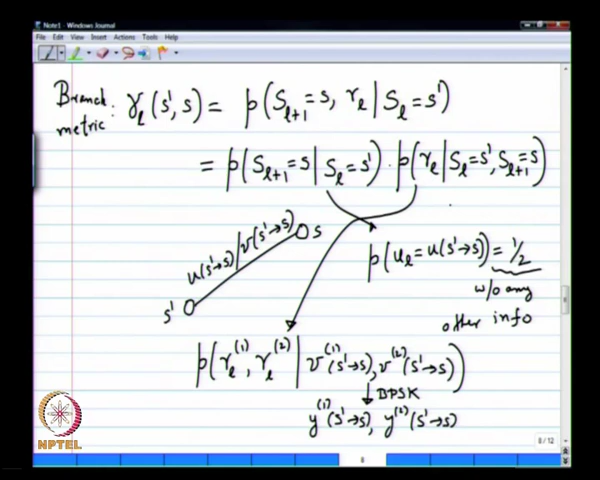 Note1 - Windows Journal
File Edit View Insert Actions Tools Help
Branch metric: γ_l(s', s) = p(S_{l+1}=s, r_l | S_l=s')
= p(S_{l+1}=s | S_l=s') · p(r_l | S_l=s', S_{l+1}=s)
u(s'→s)/v(s'→s)
s
s'
p(u_l = u(s'→s)) = 1/2
w/o any
other info
p(r_l^{(1)}, r_l^{(2)} | v^{(1)}(s'→s), v^{(2)}(s'→s))
↓ BPSK
y^{(1)}(s'→s), y^{(2)}(s'→s)
NPTEL
8 / 12
8